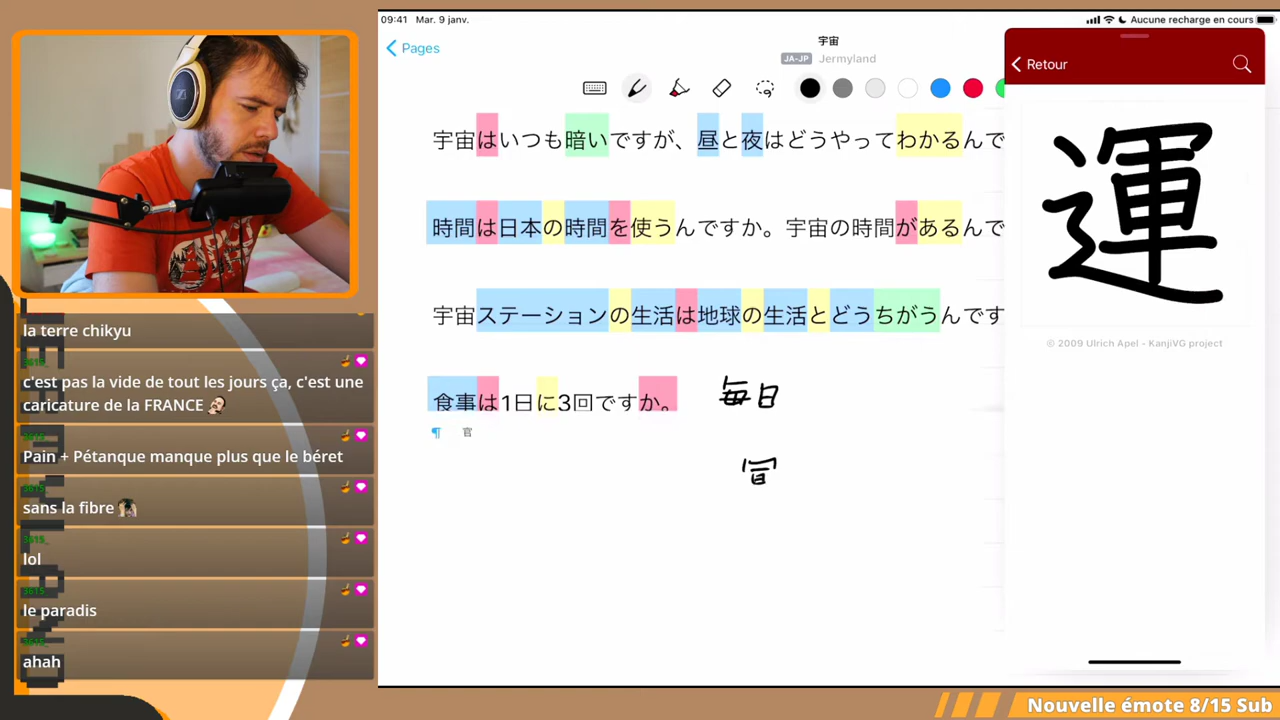 09:41 Mar. 9 janv.
Aucune recharge en cours
Pages
宇宙
JA-JP Jermyland
Retour
宇宙はいつも暗いですが、昼と夜はどうやってわかるんで
時間は日本の時間を使うんですか。宇宙の時間があるんで
宇宙ステーションの生活は地球の生活とどうちがうんです
食事は1日に3回ですか。
毎日
官
運
© 2009 Ulrich Apel - KanjiVG project
la terre chikyu
3615_
c'est pas la vide de tout les jours ça, c'est une
caricature de la FRANCE
3615_
Pain + Pétanque manque plus que le béret
3615_
sans la fibre
3615_
lol
3615_
le paradis
3615_
ahah
Nouvelle émote 8/15 Sub